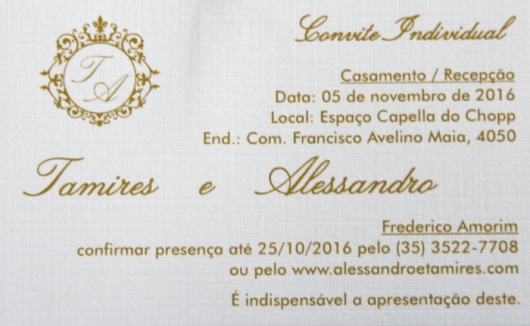 T A
Convite Individual
Casamento / Recepção
Data: 05 de novembro de 2016
Local: Espaço Capella do Chopp
End.: Com. Francisco Avelino Maia, 4050
Tamires e Alessandro
Frederico Amorim
confirmar presença até 25/10/2016 pelo (35) 3522-7708
ou pelo www.alessandroetamires.com
É indispensável a apresentação deste.